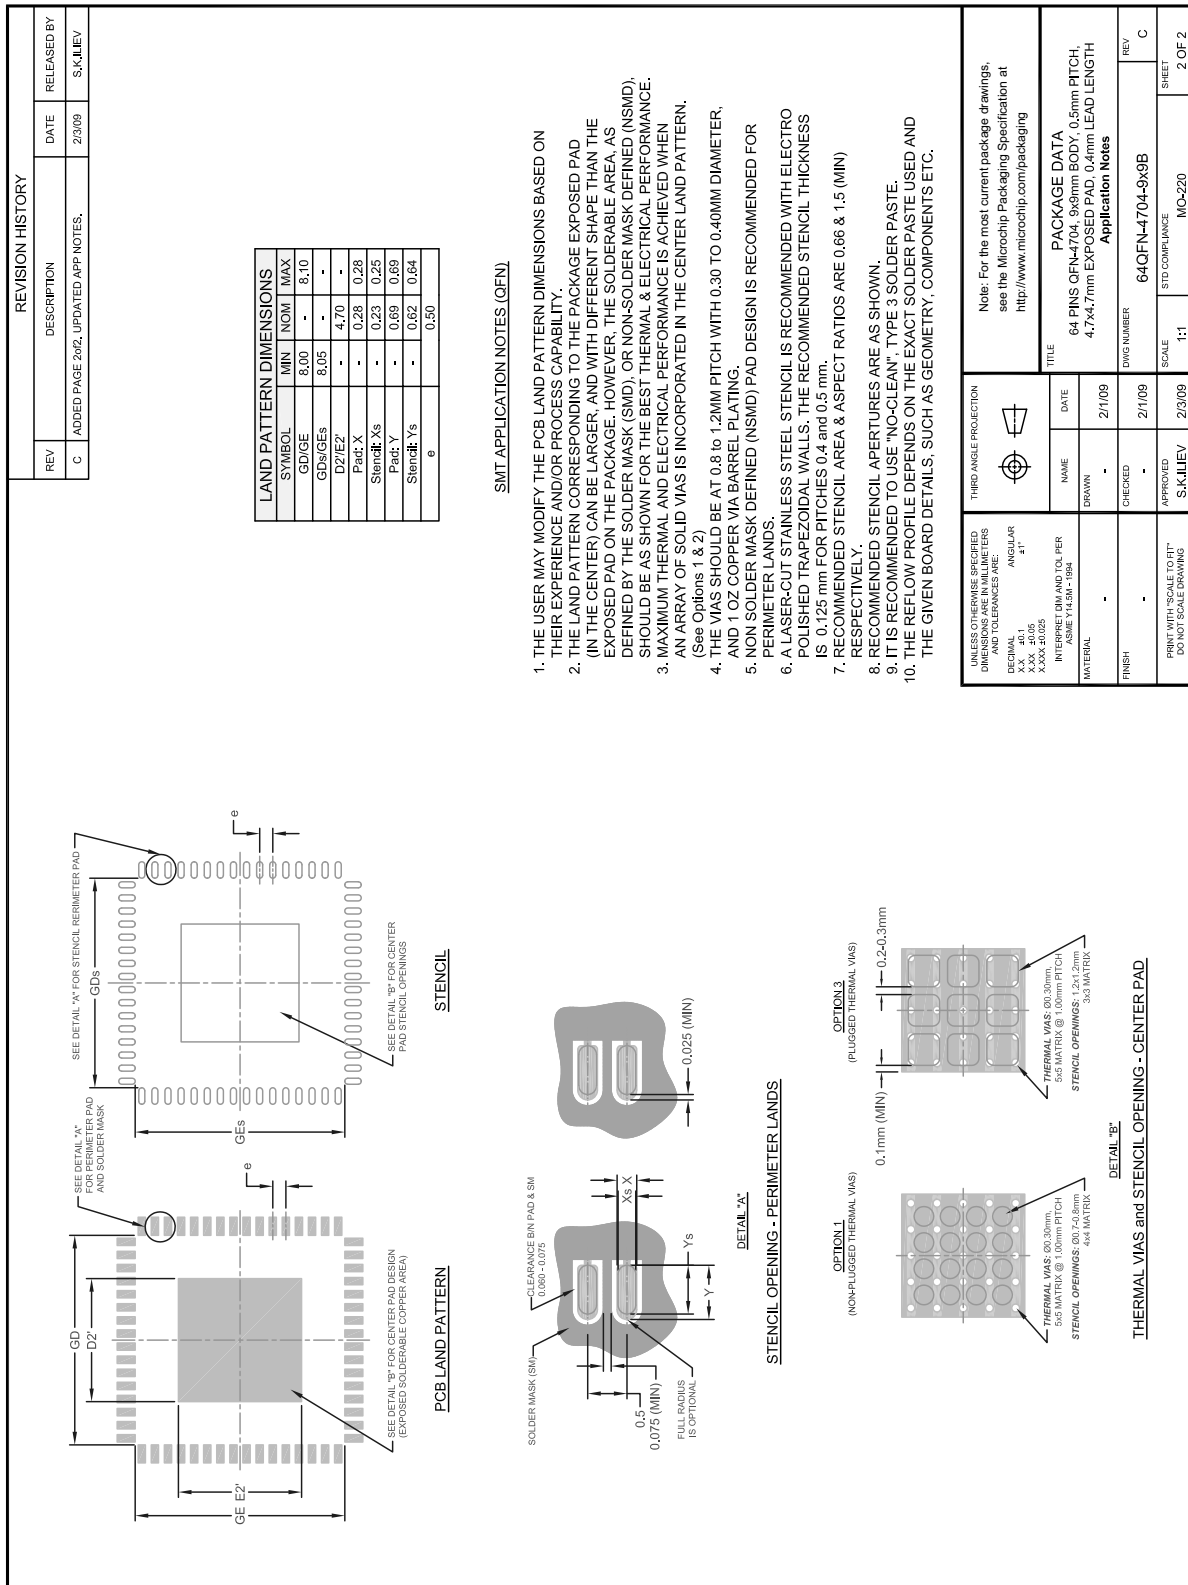 REVISION HISTORY
REV DESCRIPTION DATE RELEASED BY
C ADDED PAGE 2of2. UPDATED APP NOTES. 2/3/09 S.K.ILIEV
SEE DETAIL "A"
FOR PERIMETER PAD
AND SOLDER MASK
GD
D2'
e
GE
E2'
SEE DETAIL "B" FOR CENTER PAD DESIGN
(EXPOSED SOLDERABLE COPPER AREA)
PCB LAND PATTERN
SEE DETAIL "A" FOR STENCIL RERIMETER PAD
GDs
e
GEs
SEE DETAIL "B" FOR CENTER
PAD STENCIL OPENINGS
STENCIL
LAND PATTERN DIMENSIONS
SYMBOL MIN NOM MAX
GD/GE 8.00 - 8.10
GDs/GEs 8.05 - -
D2'/E2' - 4.70 -
Pad: X - 0.28 0.28
Stencil: Xs - 0.23 0.25
Pad: Y - 0.69 0.69
Stencil: Ys - 0.62 0.64
e 0.50
SOLDER MASK (SM)
CLEARANCE B/N PAD & SM
0.060 - 0.075
0.5
0.075 (MIN)
FULL RADIUS
IS OPTIONAL
Xs
X
Ys
Y
0.025 (MIN)
DETAIL "A"
STENCIL OPENING - PERIMETER LANDS
OPTION 1
(NON-PLUGGED THERMAL VIAS)
THERMAL VIAS: Ø0.30mm,
5x5 MATRIX @ 1.00mm PITCH
STENCIL OPENINGS: Ø0.7-0.8mm
4x4 MATRIX
OPTION 3
(PLUGGED THERMAL VIAS)
0.1mm (MIN)
0.2-0.3mm
THERMAL VIAS: Ø0.30mm,
5x5 MATRIX @ 1.00mm PITCH
STENCIL OPENINGS: 1.2x1.2mm
3x3 MATRIX
DETAIL "B"
THERMAL VIAS and STENCIL OPENING - CENTER PAD
SMT APPLICATION NOTES (QFN)
1. THE USER MAY MODIFY THE PCB LAND PATTERN DIMENSIONS BASED ON
THEIR EXPERIENCE AND/OR PROCESS CAPABILITY.
2. THE LAND PATTERN CORRESPONDING TO THE PACKAGE EXPOSED PAD
(IN THE CENTER) CAN BE LARGER, AND WITH DIFFERENT SHAPE THAN THE
EXPOSED PAD ON THE PACKAGE. HOWEVER, THE SOLDERABLE AREA, AS
DEFINED BY THE SOLDER MASK (SMD), OR NON-SOLDER MASK DEFINED (NSMD),
SHOULD BE AS SHOWN FOR THE BEST THERMAL & ELECTRICAL PERFORMANCE.
3. MAXIMUM THERMAL AND ELECTRICAL PERFORMANCE IS ACHIEVED WHEN
AN ARRAY OF SOLID VIAS IS INCORPORATED IN THE CENTER LAND PATTERN.
(See Options 1 & 2)
4. THE VIAS SHOULD BE AT 0.8 to 1.2MM PITCH WITH 0.30 TO 0.40MM DIAMETER,
AND 1 OZ COPPER VIA BARREL PLATING.
5. NON SOLDER MASK DEFINED (NSMD) PAD DESIGN IS RECOMMENDED FOR
PERIMETER LANDS.
6. A LASER-CUT STAINLESS STEEL STENCIL IS RECOMMENDED WITH ELECTRO
POLISHED TRAPEZOIDAL WALLS. THE RECOMMENDED STENCIL THICKNESS
IS 0.125 mm FOR PITCHES 0.4 and 0.5 mm.
7. RECOMMENDED STENCIL AREA & ASPECT RATIOS ARE 0.66 & 1.5 (MIN)
RESPECTIVELY.
8. RECOMMENDED STENCIL APERTURES ARE AS SHOWN.
9. IT IS RECOMMENDED TO USE "NO-CLEAN", TYPE 3 SOLDER PASTE.
10. THE REFLOW PROFILE DEPENDS ON THE EXACT SOLDER PASTE USED AND
THE GIVEN BOARD DETAILS, SUCH AS GEOMETRY, COMPONENTS ETC.
UNLESS OTHERWISE SPECIFIED
DIMENSIONS ARE IN MILLIMETERS
AND TOLERANCES ARE:
DECIMAL ANGULAR
X.X ±0.1 ±1°
X.XX ±0.05
X.XXX ±0.025
INTERPRET DIM AND TOL PER
ASME Y14.5M - 1994
MATERIAL
-
FINISH
-
PRINT WITH "SCALE TO FIT"
DO NOT SCALE DRAWING
THIRD ANGLE PROJECTION
NAME DATE
DRAWN
- 2/1/09
CHECKED
- 2/1/09
APPROVED
S.K.ILIEV 2/3/09
Note: For the most current package drawings,
see the Microchip Packaging Specification at
http://www.microchip.com/packaging
TITLE
PACKAGE DATA
64 PINS QFN-4704, 9x9mm BODY, 0.5mm PITCH,
4.7x4.7mm EXPOSED PAD, 0.4mm LEAD LENGTH
Application Notes
DWG NUMBER REV
64QFN-4704-9x9B C
SCALE STD COMPLIANCE SHEET
1:1 MO-220 2 OF 2